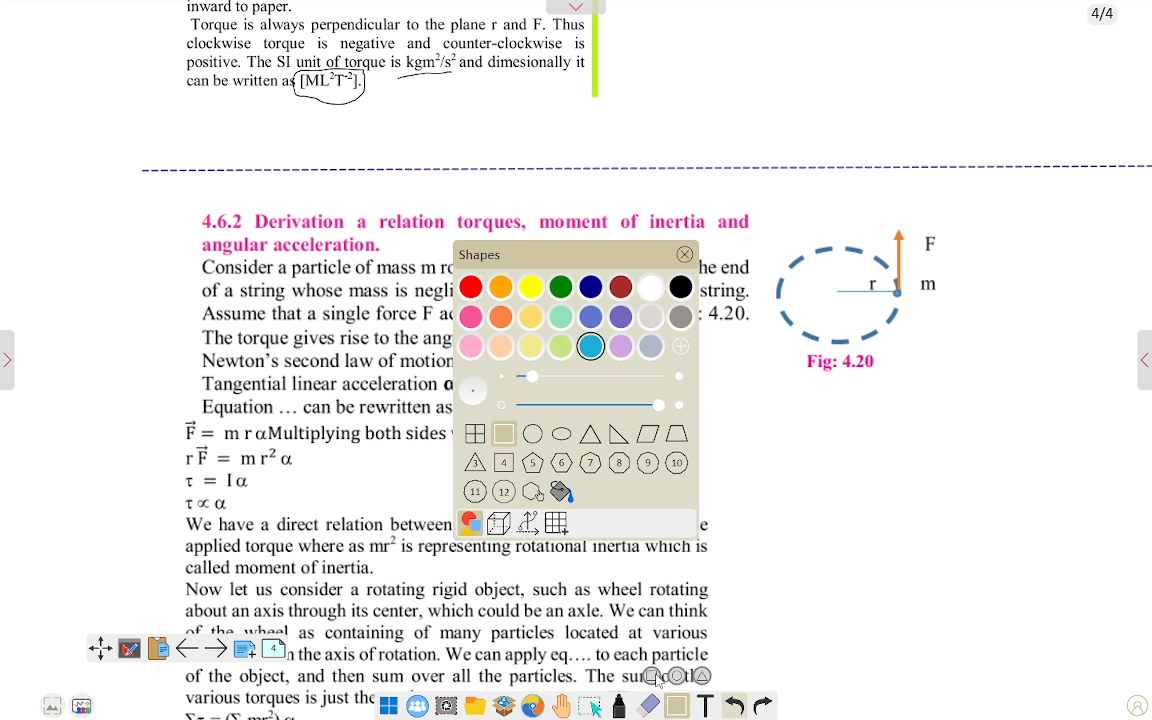 inward to paper.
4/4
Torque is always perpendicular to the plane r and F. Thus
clockwise torque is negative and counter-clockwise is
positive. The SI unit of torque is kgm²/s² and dimesionally it
can be written as [ML²T⁻²].
4.6.2 Derivation a relation torques, moment of inertia and
angular acceleration.
Consider a particle of mass m ro
he end
of a string whose mass is negli
string.
Assume that a single force F ac
: 4.20.
The torque gives rise to the ang
Newton's second law of motion
Tangential linear acceleration
Equation … can be rewritten as
F⃗ = m r αMultiplying both sides
r F⃗ = m r² α
τ = I α
τ ∝ α
We have a direct relation between
e
applied torque where as mr² is representing rotational inertia which is
called moment of inertia.
Now let us consider a rotating rigid object, such as wheel rotating
about an axis through its center, which could be an axle. We can think
of the wheel as containing of many particles located at various
n the axis of rotation. We can apply eq…. to each particle
of the object, and then sum over all the particles. The su
various torques is just the
F
r
m
Fig: 4.20
Shapes
3 4 5 6 7 8 9 10
11 12
4
T